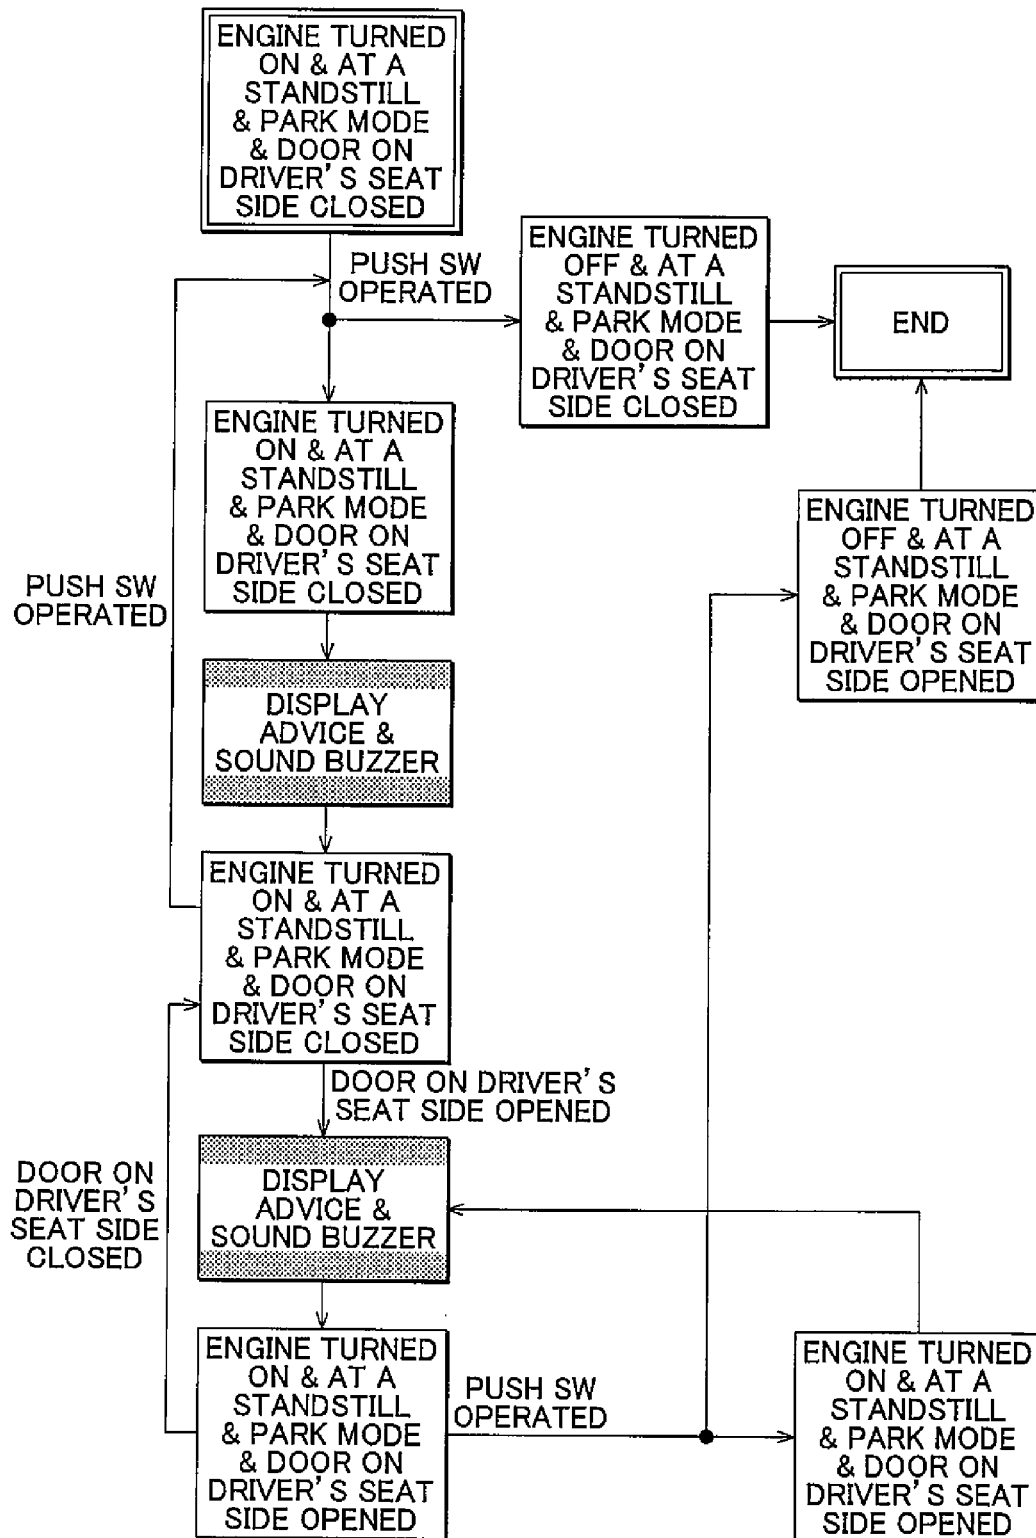 ENGINE TURNED
ON & AT A
STANDSTILL
& PARK MODE
& DOOR ON
DRIVER'S SEAT
SIDE CLOSED
PUSH SW
OPERATED
ENGINE TURNED
OFF & AT A
STANDSTILL
& PARK MODE
& DOOR ON
DRIVER'S SEAT
SIDE CLOSED
END
ENGINE TURNED
ON & AT A
STANDSTILL
& PARK MODE
& DOOR ON
DRIVER'S SEAT
SIDE CLOSED
ENGINE TURNED
OFF & AT A
STANDSTILL
& PARK MODE
& DOOR ON
DRIVER'S SEAT
SIDE OPENED
PUSH SW
OPERATED
DISPLAY
ADVICE &
SOUND BUZZER
ENGINE TURNED
ON & AT A
STANDSTILL
& PARK MODE
& DOOR ON
DRIVER'S SEAT
SIDE CLOSED
DOOR ON DRIVER'S
SEAT SIDE OPENED
DOOR ON
DRIVER'S
SEAT SIDE
CLOSED
DISPLAY
ADVICE &
SOUND BUZZER
ENGINE TURNED
ON & AT A
STANDSTILL
& PARK MODE
& DOOR ON
DRIVER'S SEAT
SIDE OPENED
PUSH SW
OPERATED
ENGINE TURNED
ON & AT A
STANDSTILL
& PARK MODE
& DOOR ON
DRIVER'S SEAT
SIDE OPENED